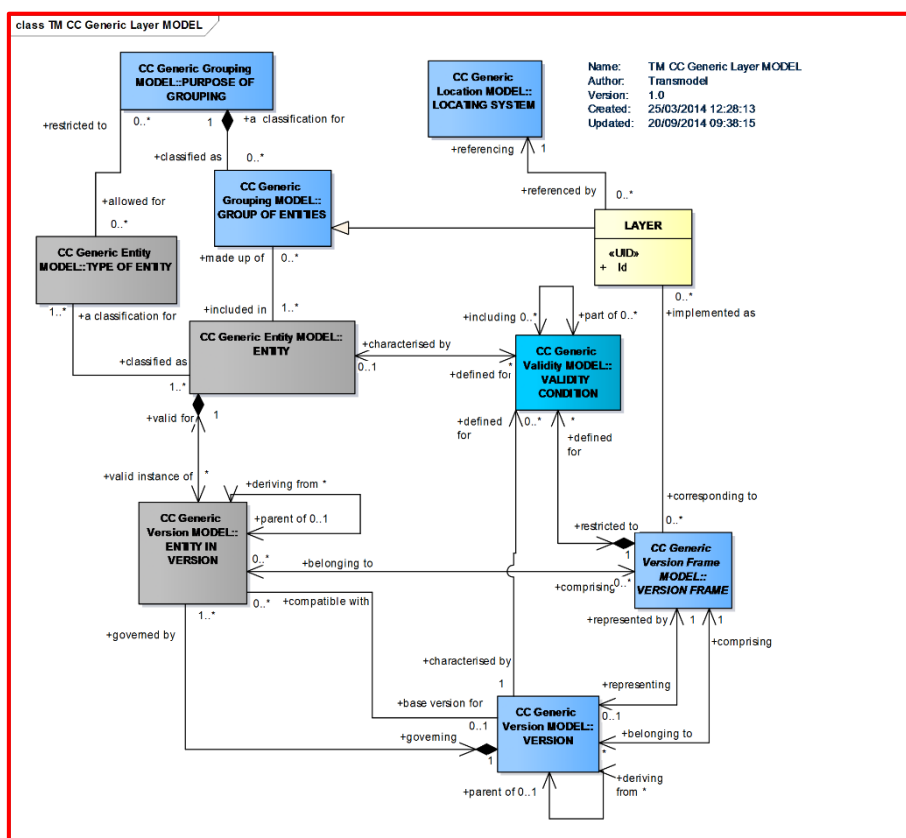 class TM CC Generic Layer MODEL
CC Generic Grouping
MODEL::PURPOSE OF
GROUPING
CC Generic
Location MODEL::
LOCATING SYSTEM
Name: TM CC Generic Layer MODEL
Author: Transmodel
Version: 1.0
Created: 25/03/2014 12:28:13
Updated: 20/09/2014 09:38:15
+restricted to
0..*
1
+a classification for
+referencing
1
+classified as
0..*
CC Generic
Grouping MODEL::
GROUP OF ENTITIES
+referenced by
0..*
+allowed for
0..*
LAYER
«UID»
+ Id
CC Generic Entity
MODEL::TYPE OF ENTITY
+made up of
0..*
0..*
+implemented as
1..*
+a classification for
+included in
1..*
+including 0..*
+part of 0..*
CC Generic Entity MODEL::
ENTITY
+characterised by
0..1
*
+defined for
CC Generic
Validity MODEL::
VALIDITY
CONDITION
+classified as
1..*
1
+valid for
+defined
for
0..*
*
+defined
for
+valid instance of
*
+deriving from *
+parent of 0..1
+corresponding to
0..*
CC Generic
Version MODEL::
ENTITY IN
VERSION
+restricted to
1
CC Generic
Version Frame
MODEL::
VERSION FRAME
0..*
+belonging to
+comprising
0..*
0..*
+compatible with
1..*
+governed by
+represented by
1
1
+comprising
+characterised by
1
+representing
0..1
+base version for
0..1
CC Generic
Version MODEL::
VERSION
+governing
1
+belonging to
*
+parent of 0..1
+deriving
from *